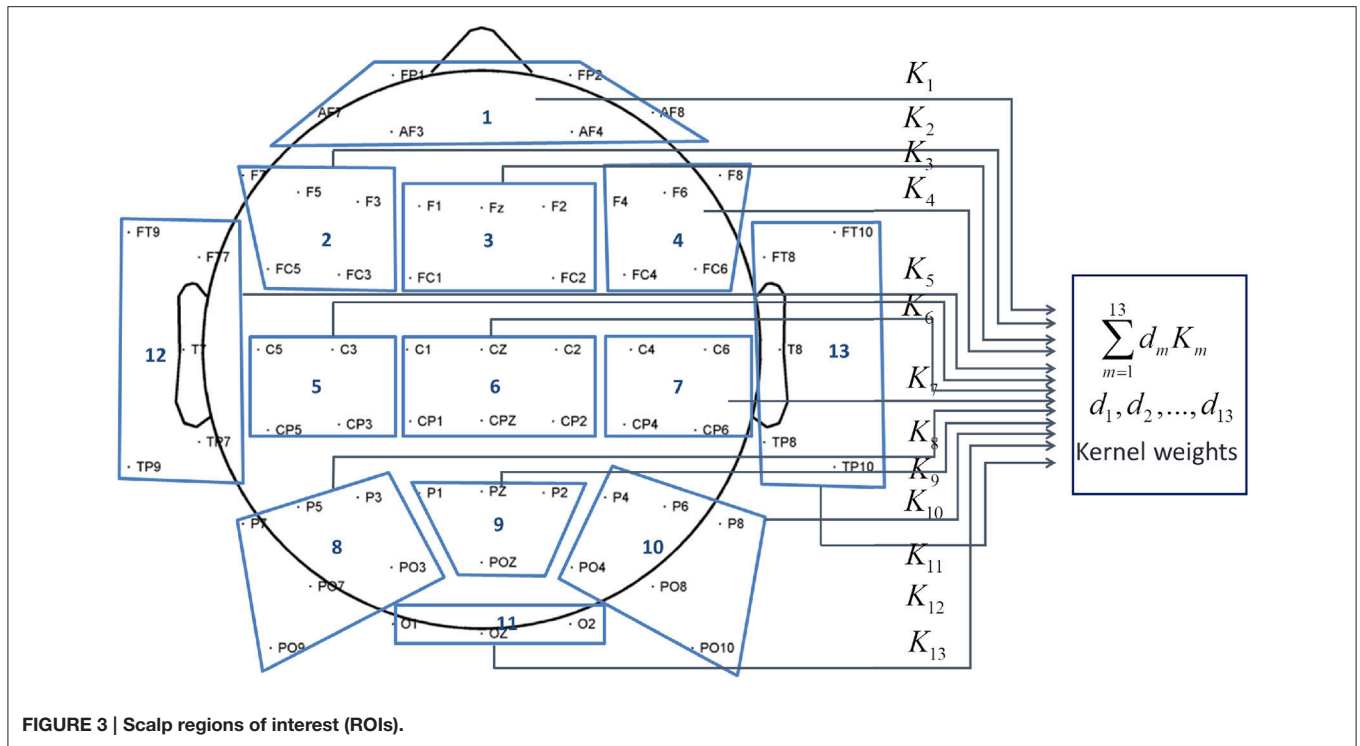 FP1 FP2
AF7 AF8
AF3 1 AF4
F7 F8
F5 F3 F1 Fz F2 F4 F6
2 3 4
FC5 FC3 FC1 FC2 FC4 FC6
FT9 FT10
FT7 FT8
12 T7 C5 C3 C1 CZ C2 C4 C6 T8 13
5 6 7
CP5 CP3 CP1 CPZ CP2 CP4 CP6
TP7 TP8
TP9 TP10
P7 P5 P3 P1 PZ P2 P4 P6 P8
8 9 10
PO3 POZ PO4
PO7 PO8
O1 11 O2
OZ
PO9 PO10
K1
K2
K3
K4
K5
K6
K7
K8
K9
K10
K11
K12
K13
13
∑ dmKm
m=1
d1, d2, ..., d13
Kernel weights
FIGURE 3 | Scalp regions of interest (ROIs).